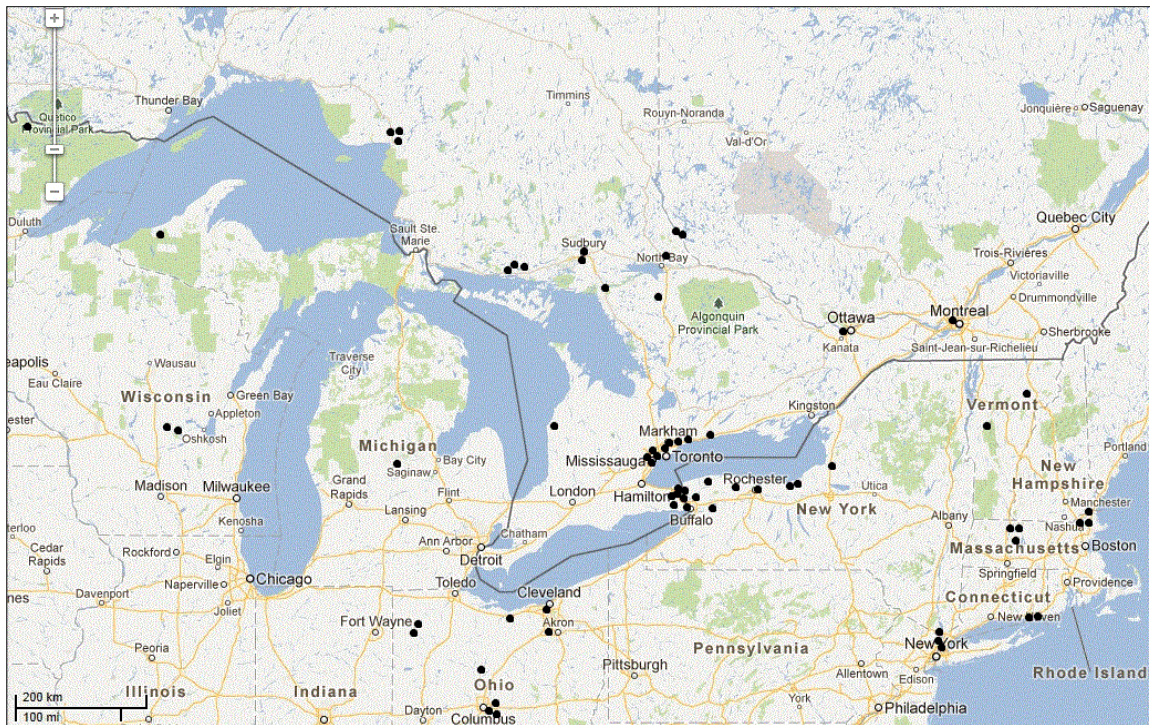 +
−
−
Thunder Bay
Quetico
Provincial Park
Timmins
Rouyn-Noranda
Val-d'Or
Jonquière
Saguenay
Duluth
Sault Ste.
Marie
Sudbury
North Bay
Quebec City
Trois-Rivières
Victoriaville
Drummondville
Algonquin
Provincial Park
Ottawa
Kanata
Montreal
Sherbrooke
Saint-Jean-sur-Richelieu
eapolis
Eau Claire
Wausau
Traverse
City
Green Bay
Wisconsin
Appleton
Oshkosh
ester
Kingston
Vermont
Markham
Michigan
Bay City
Saginaw
Mississauga
Toronto
Portland
New
Hampshire
Madison
Milwaukee
Grand
Rapids
Flint
London
Hamilton
Rochester
Utica
New York
Manchester
Kenosha
Lansing
Buffalo
Albany
Nashua
terloo
Rockford
Elgin
Ann Arbor
Chatham
Detroit
Massachusetts
Boston
Cedar
Rapids
Naperville
Chicago
Toledo
Cleveland
Springfield
Providence
nes
Davenport
Joliet
Connecticut
Fort Wayne
Akron
New Haven
Peoria
Pittsburgh
Pennsylvania
New York
Allentown
Edison
Rhode Island
200 km
100 mi
Illinois
Indiana
Ohio
Dayton
Columbus
York
Philadelphia